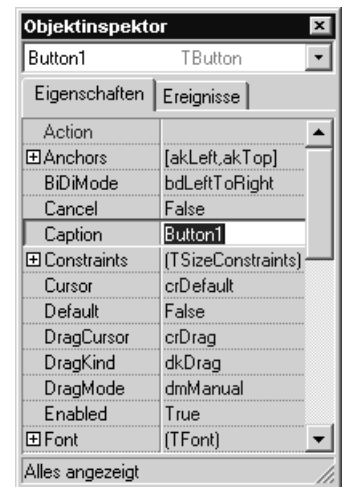 Objektinspektor
Button1 TButton
Eigenschaften Ereignisse
Action
Anchors [akLeft,akTop]
BiDiMode bdLeftToRight
Cancel False
Caption Button1
Constraints (TSizeConstraints)
Cursor crDefault
Default False
DragCursor crDrag
DragKind dkDrag
DragMode dmManual
Enabled True
Font (TFont)
Alles angezeigt